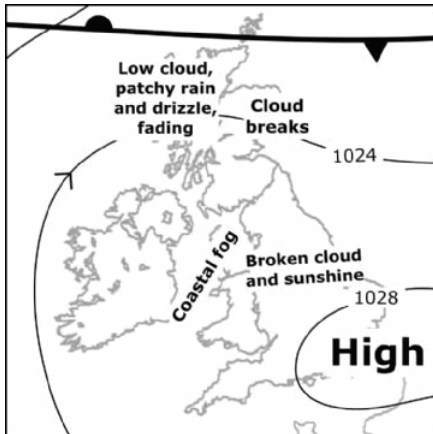 Low cloud,
patchy rain
and drizzle,
fading
Cloud
breaks
1024
Coastal fog
Broken cloud
and sunshine
1028
High